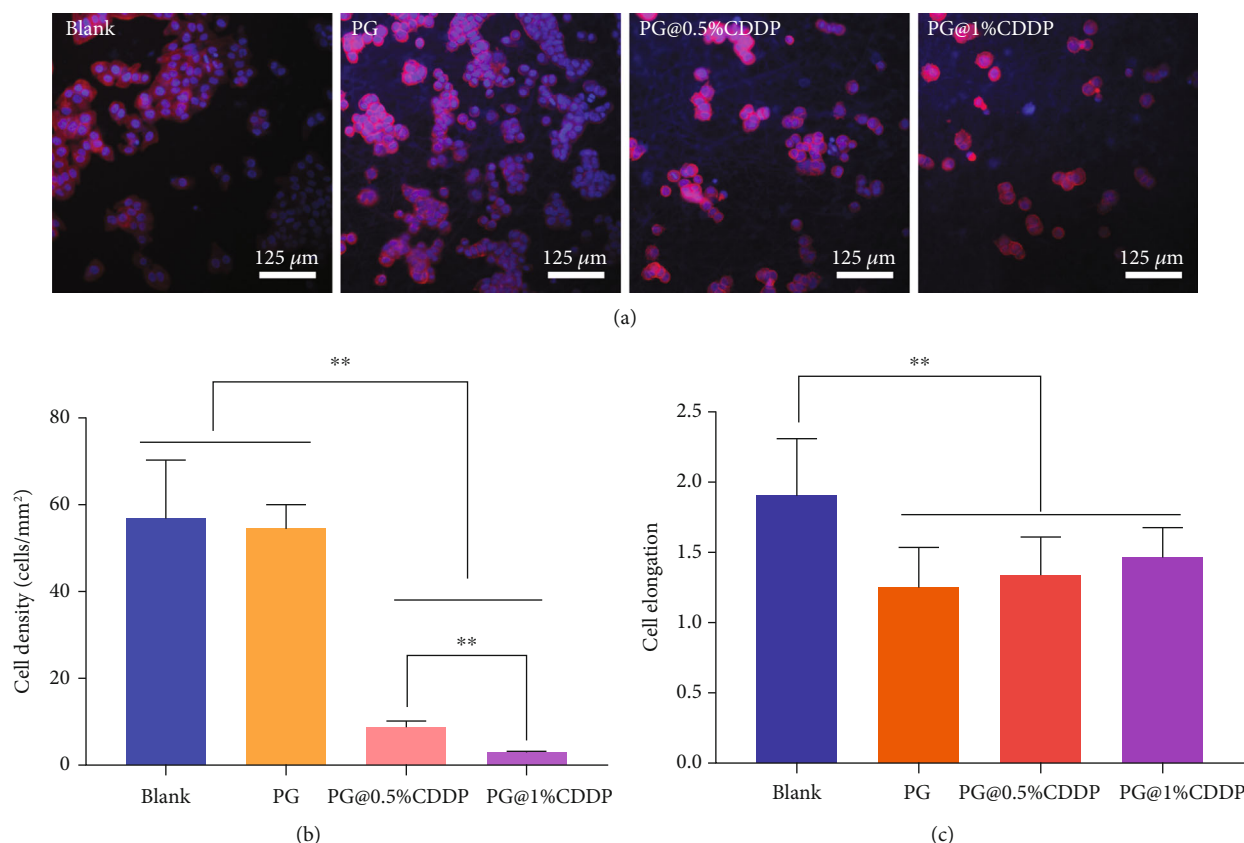 Blank
PG
PG@0.5%CDDP
PG@1%CDDP
125 μm
125 μm
125 μm
125 μm
(a)
**
80
60
40
20
0
Cell density (cells/mm²)
**
Blank
PG
PG@0.5%CDDP
PG@1%CDDP
(b)
**
2.5
2.0
1.5
1.0
0.5
0.0
Cell elongation
Blank
PG
PG@0.5%CDDP
PG@1%CDDP
(c)